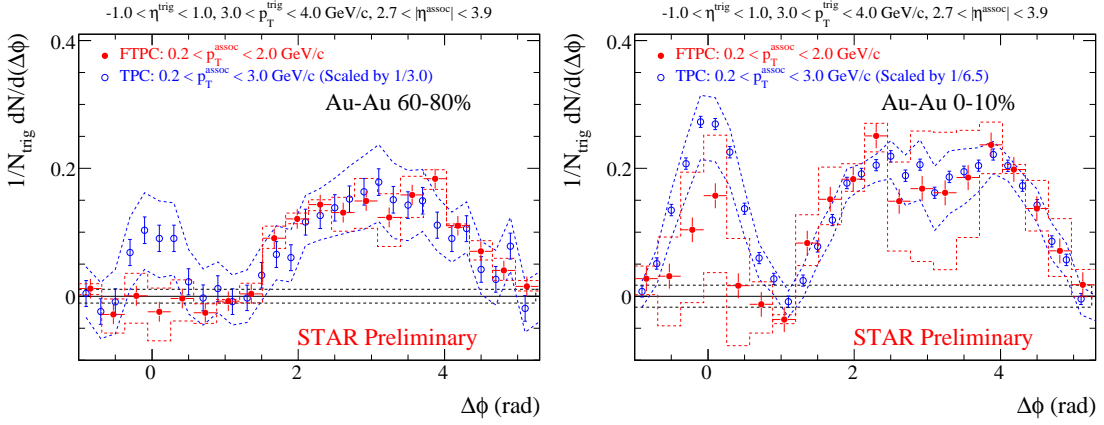 -1.0 < η^trig < 1.0, 3.0 < p_T^trig < 4.0 GeV/c, 2.7 < |η^assoc| < 3.9
1/N_trig dN/d(Δϕ)
0.4
FTPC: 0.2 < p_T^assoc < 2.0 GeV/c
TPC: 0.2 < p_T^assoc < 3.0 GeV/c (Scaled by 1/3.0)
Au-Au 60-80%
0.2
0
STAR Preliminary
0 2 4
Δϕ (rad)
-1.0 < η^trig < 1.0, 3.0 < p_T^trig < 4.0 GeV/c, 2.7 < |η^assoc| < 3.9
1/N_trig dN/d(Δϕ)
0.4
FTPC: 0.2 < p_T^assoc < 2.0 GeV/c
TPC: 0.2 < p_T^assoc < 3.0 GeV/c (Scaled by 1/6.5)
Au-Au 0-10%
0.2
0
STAR Preliminary
0 2 4
Δϕ (rad)